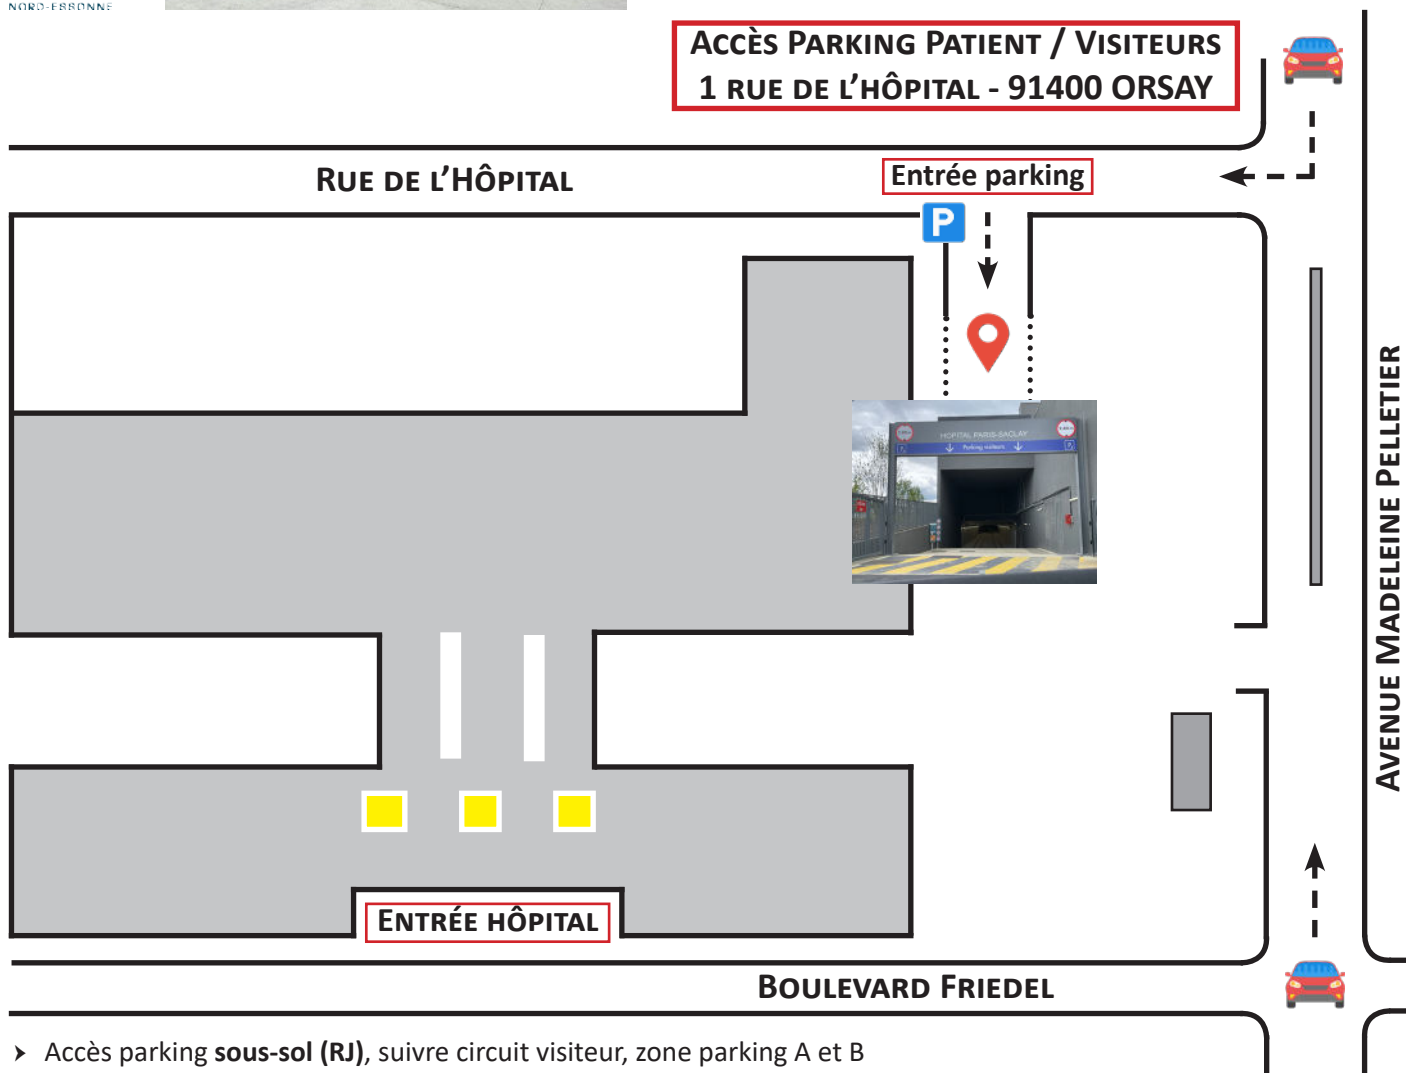 NORD-ESSONNE
ACCÈS PARKING PATIENT / VISITEURS
1 RUE DE L'HÔPITAL - 91400 ORSAY
RUE DE L'HÔPITAL
Entrée parking
P
HOPITAL PARIS-SACLAY
Parking visiteurs
AVENUE MADELEINE PELLETIER
ENTRÉE HÔPITAL
BOULEVARD FRIEDEL
➤ Accès parking sous-sol (RJ), suivre circuit visiteur, zone parking A et B